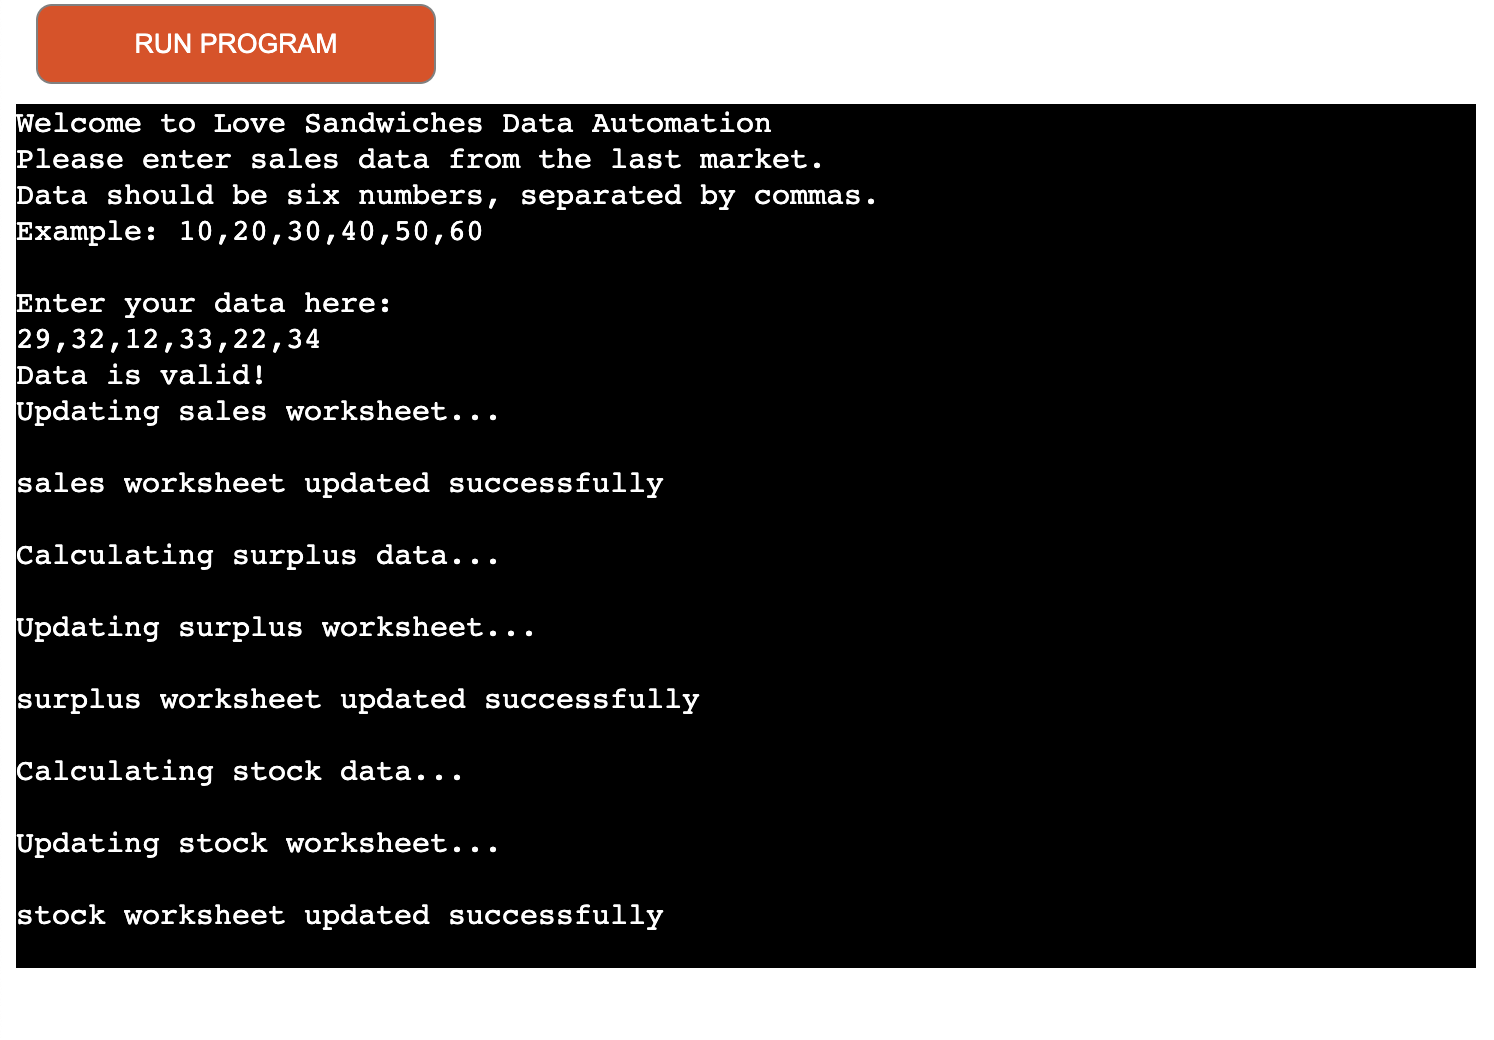 RUN PROGRAM
Welcome to Love Sandwiches Data Automation
Please enter sales data from the last market.
Data should be six numbers, separated by commas.
Example: 10,20,30,40,50,60
Enter your data here:
29,32,12,33,22,34
Data is valid!
Updating sales worksheet...
sales worksheet updated successfully
Calculating surplus data...
Updating surplus worksheet...
surplus worksheet updated successfully
Calculating stock data...
Updating stock worksheet...
stock worksheet updated successfully